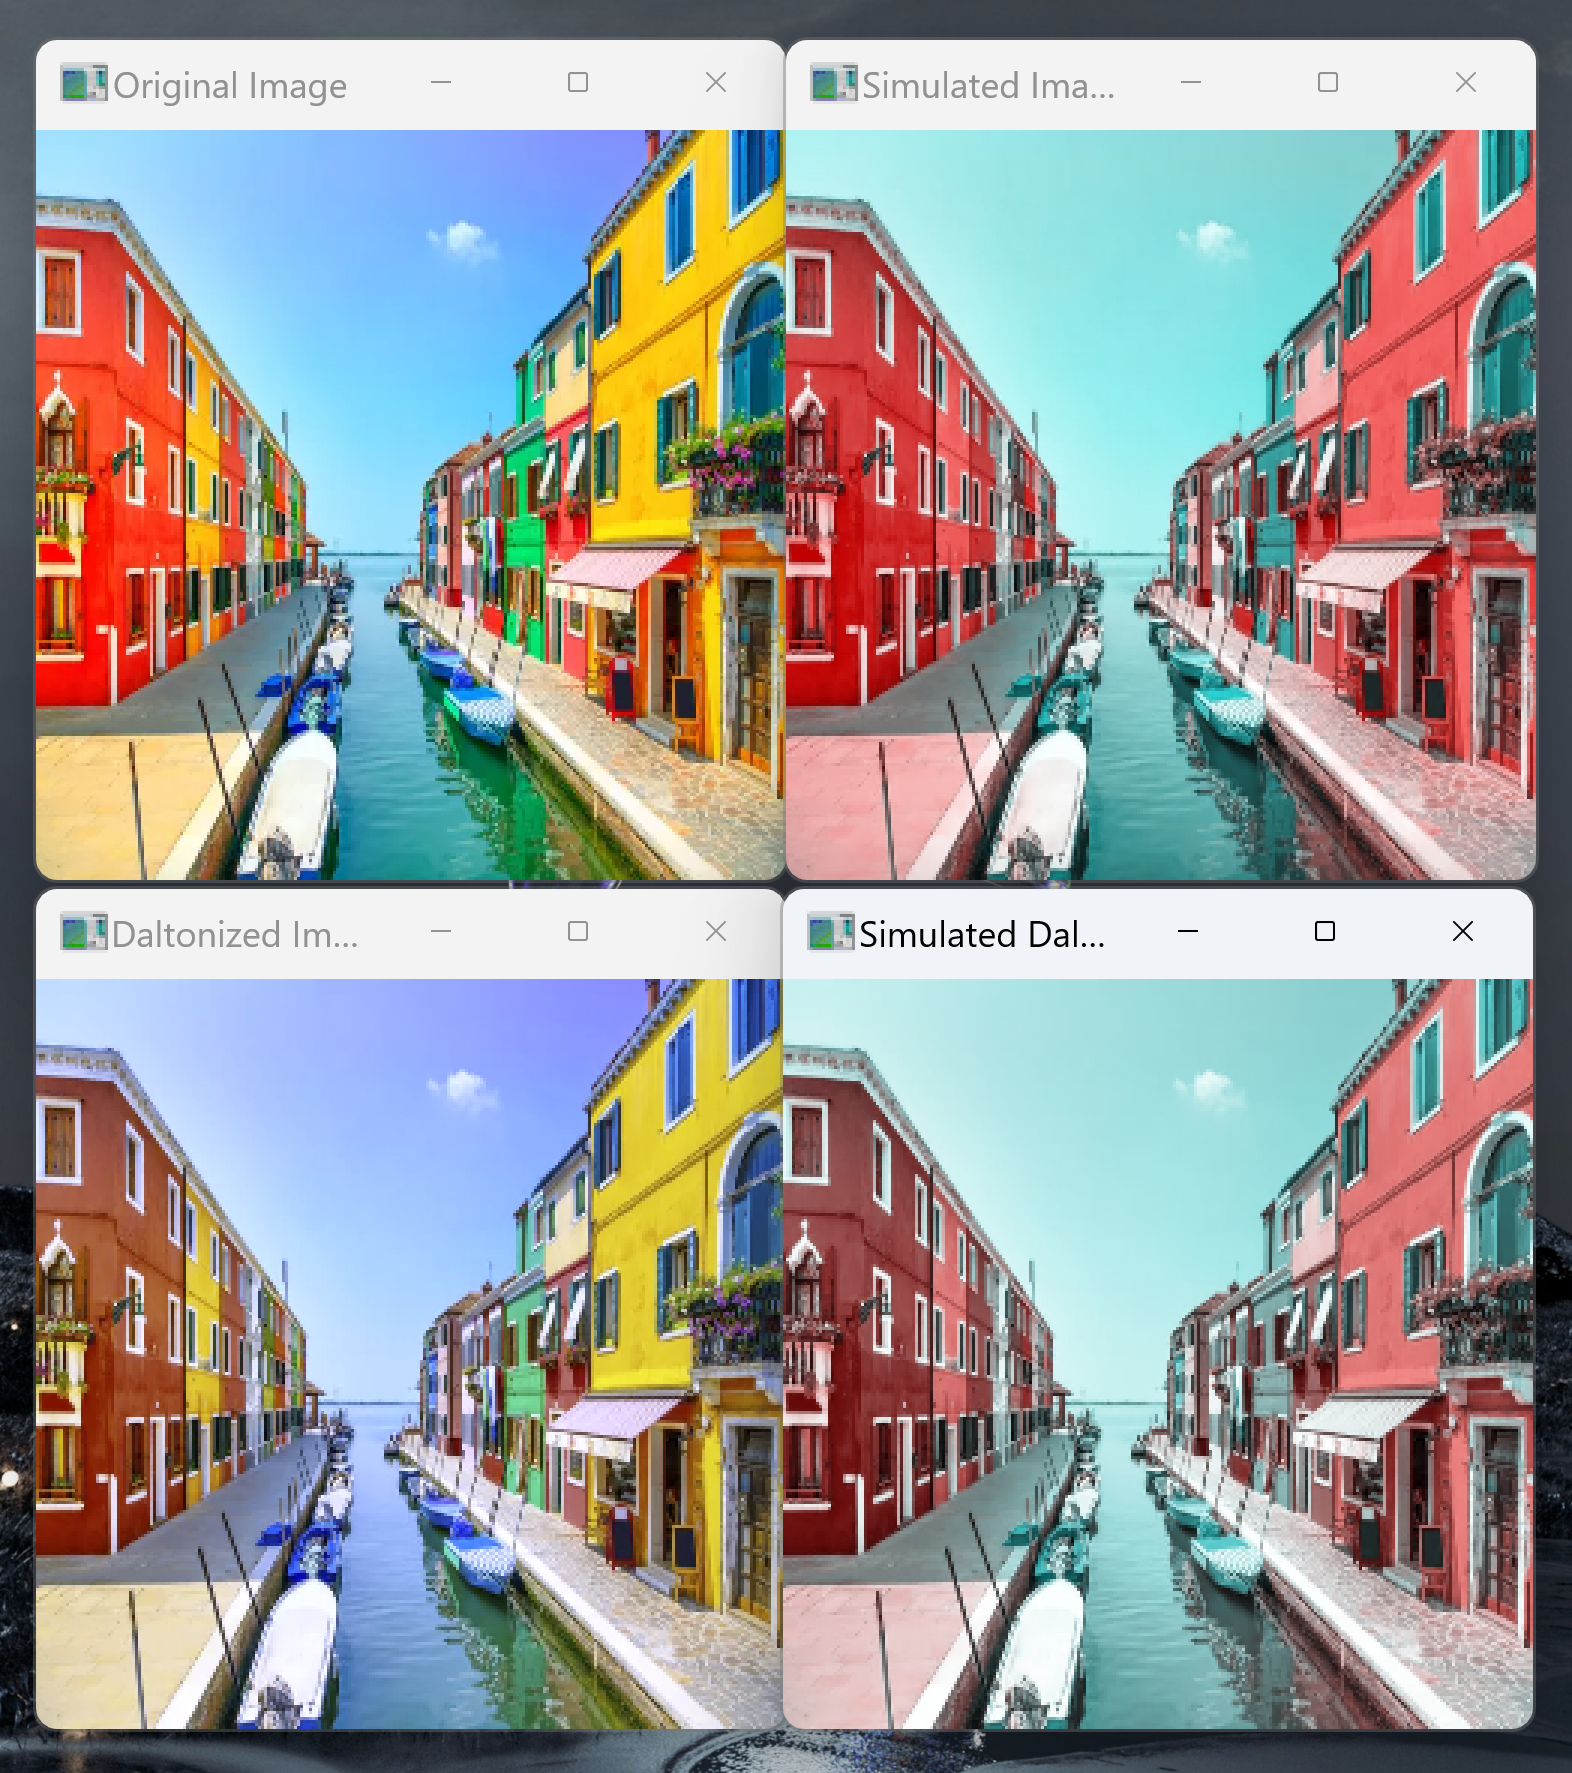 Original Image
Simulated Ima...
Daltonized Im...
Simulated Dal...